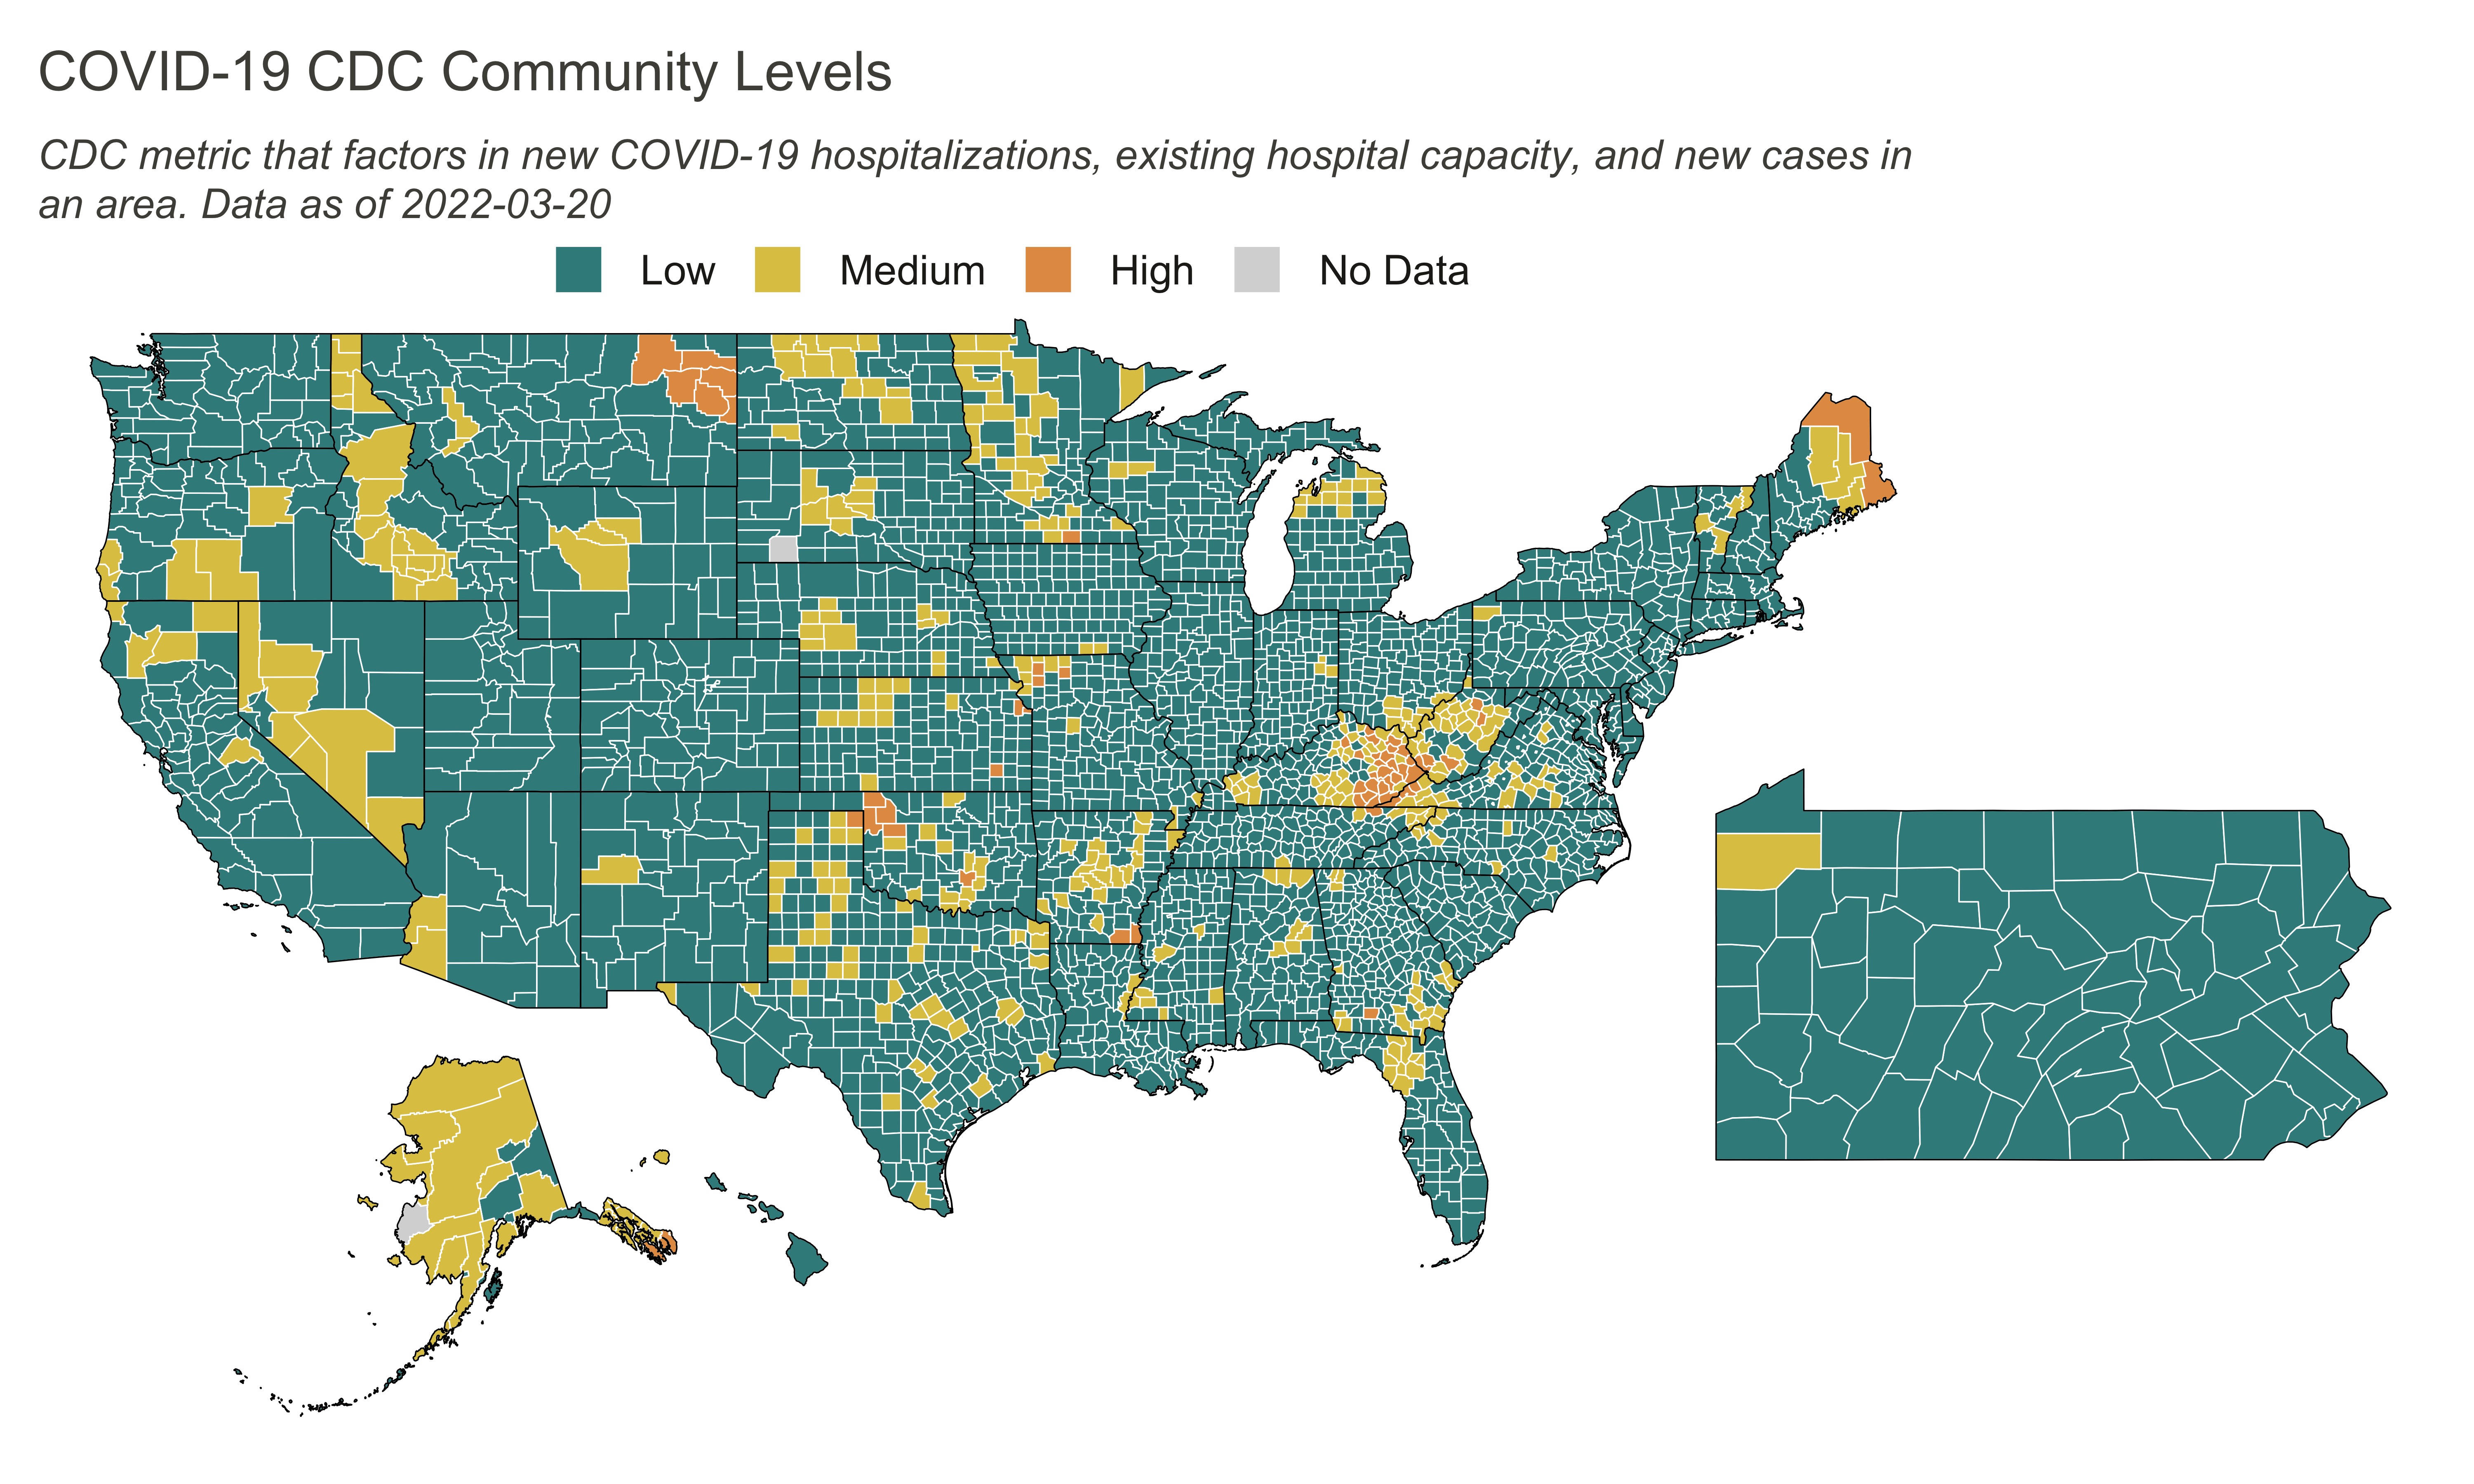 COVID-19 CDC Community Levels
CDC metric that factors in new COVID-19 hospitalizations, existing hospital capacity, and new cases in
an area. Data as of 2022-03-20
Low Medium High No Data